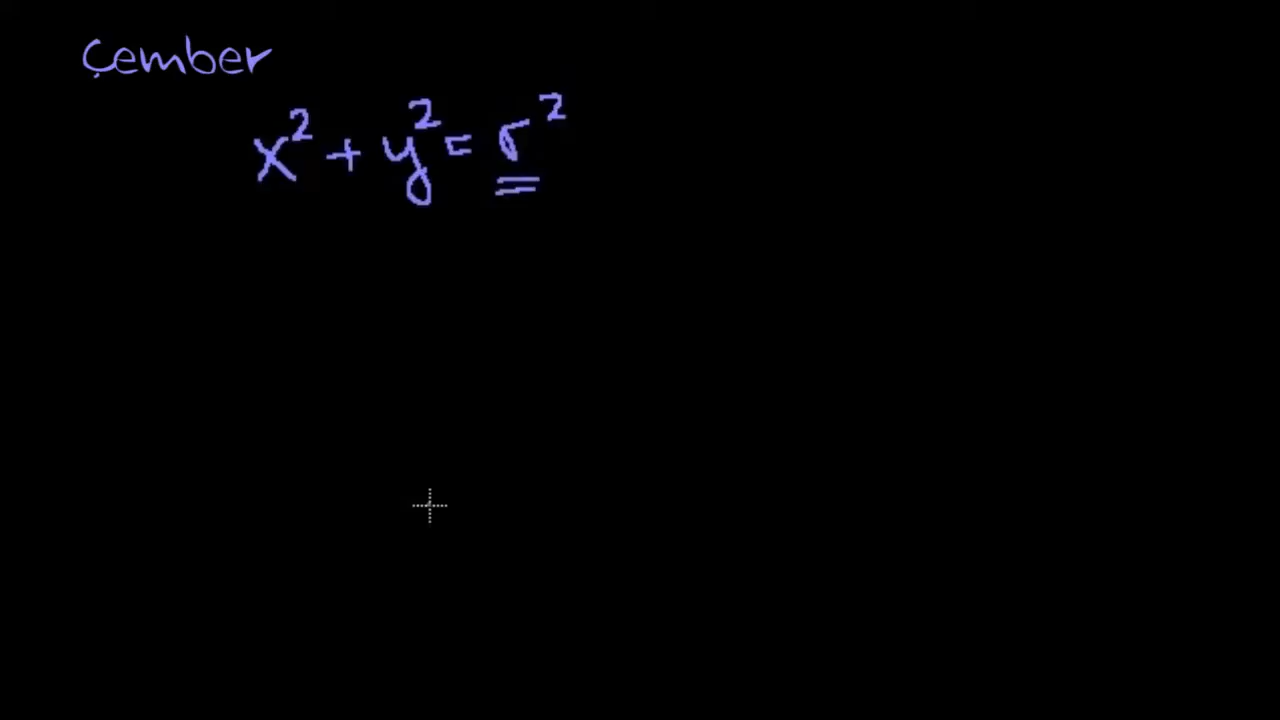 Çember
x² + y² = r²